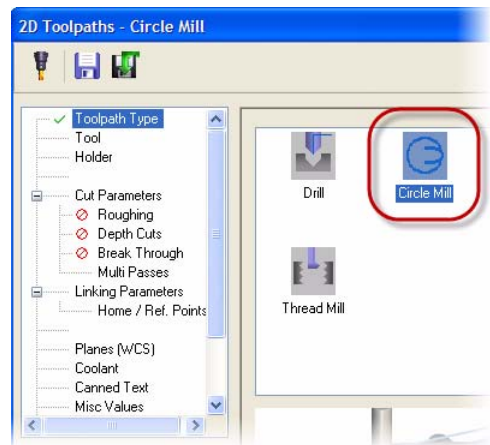 2D Toolpaths - Circle Mill
Toolpath Type
Tool
Holder
Cut Parameters
Roughing
Depth Cuts
Break Through
Multi Passes
Linking Parameters
Home / Ref. Points
Planes (WCS)
Coolant
Canned Text
Misc Values
Drill
Circle Mill
Thread Mill